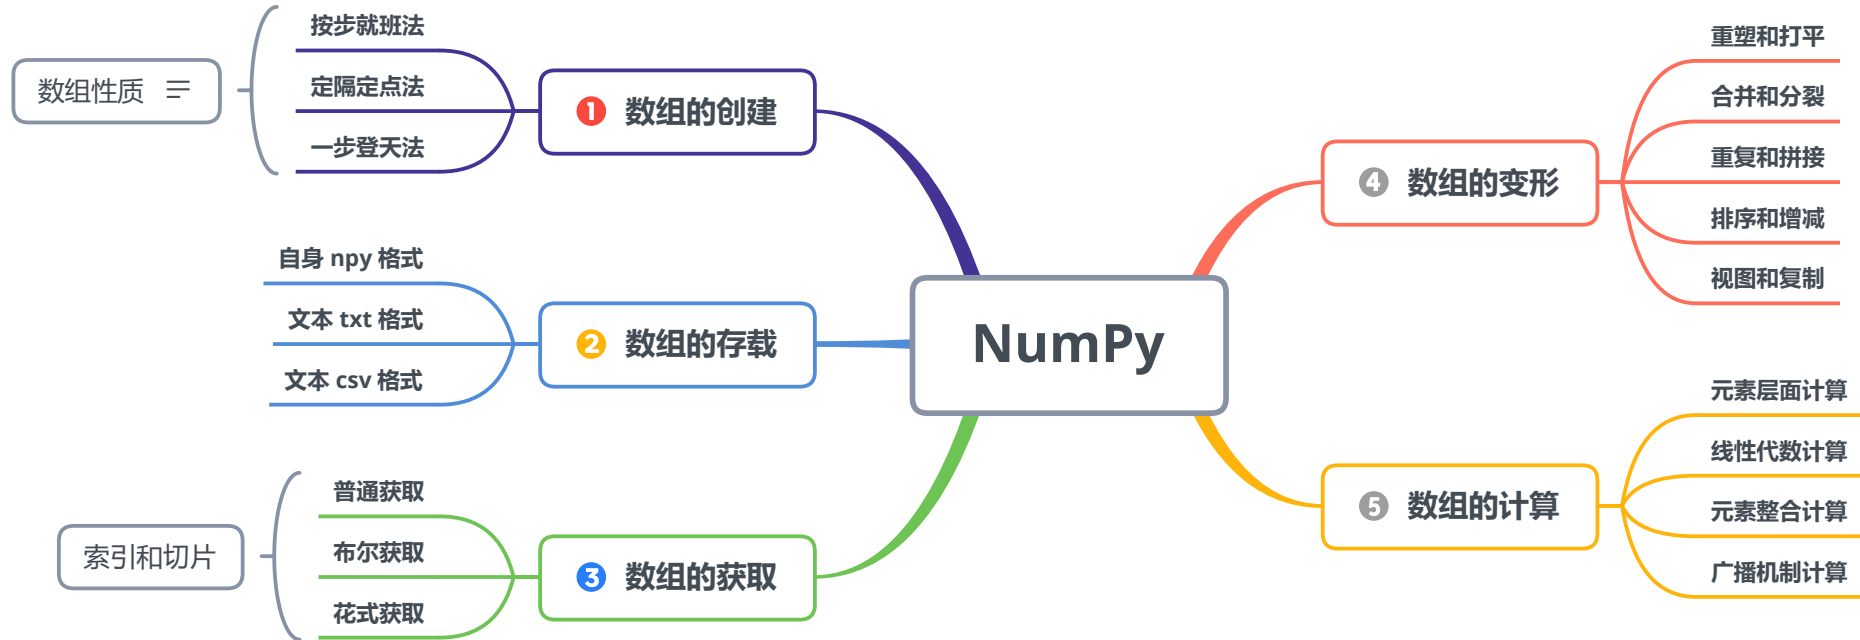 数组性质
按步就班法
定隔定点法
一步登天法
1 数组的创建
自身 npy 格式
文本 txt 格式
文本 csv 格式
2 数组的存载
索引和切片
普通获取
布尔获取
花式获取
3 数组的获取
NumPy
4 数组的变形
重塑和打平
合并和分裂
重复和拼接
排序和增减
视图和复制
5 数组的计算
元素层面计算
线性代数计算
元素整合计算
广播机制计算